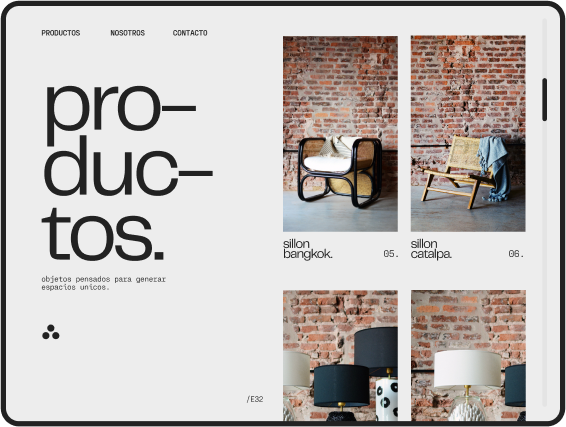 PRODUCTOS NOSOTROS CONTACTO
pro–
duc–
tos.
objetos pensados para generar
espacios unicos.
/E32
sillon
bangkok. 05.
sillon
catalpa. 06.